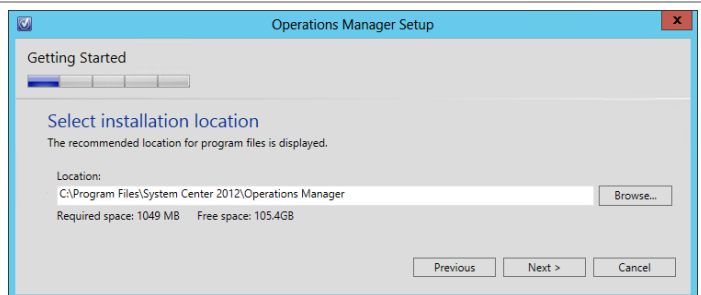 Operations Manager Setup
x
Getting Started
Select installation location
The recommended location for program files is displayed.
Location:
C:\Program Files\System Center 2012\Operations Manager
Browse...
Required space: 1049 MB Free space: 105.4GB
Previous Next > Cancel